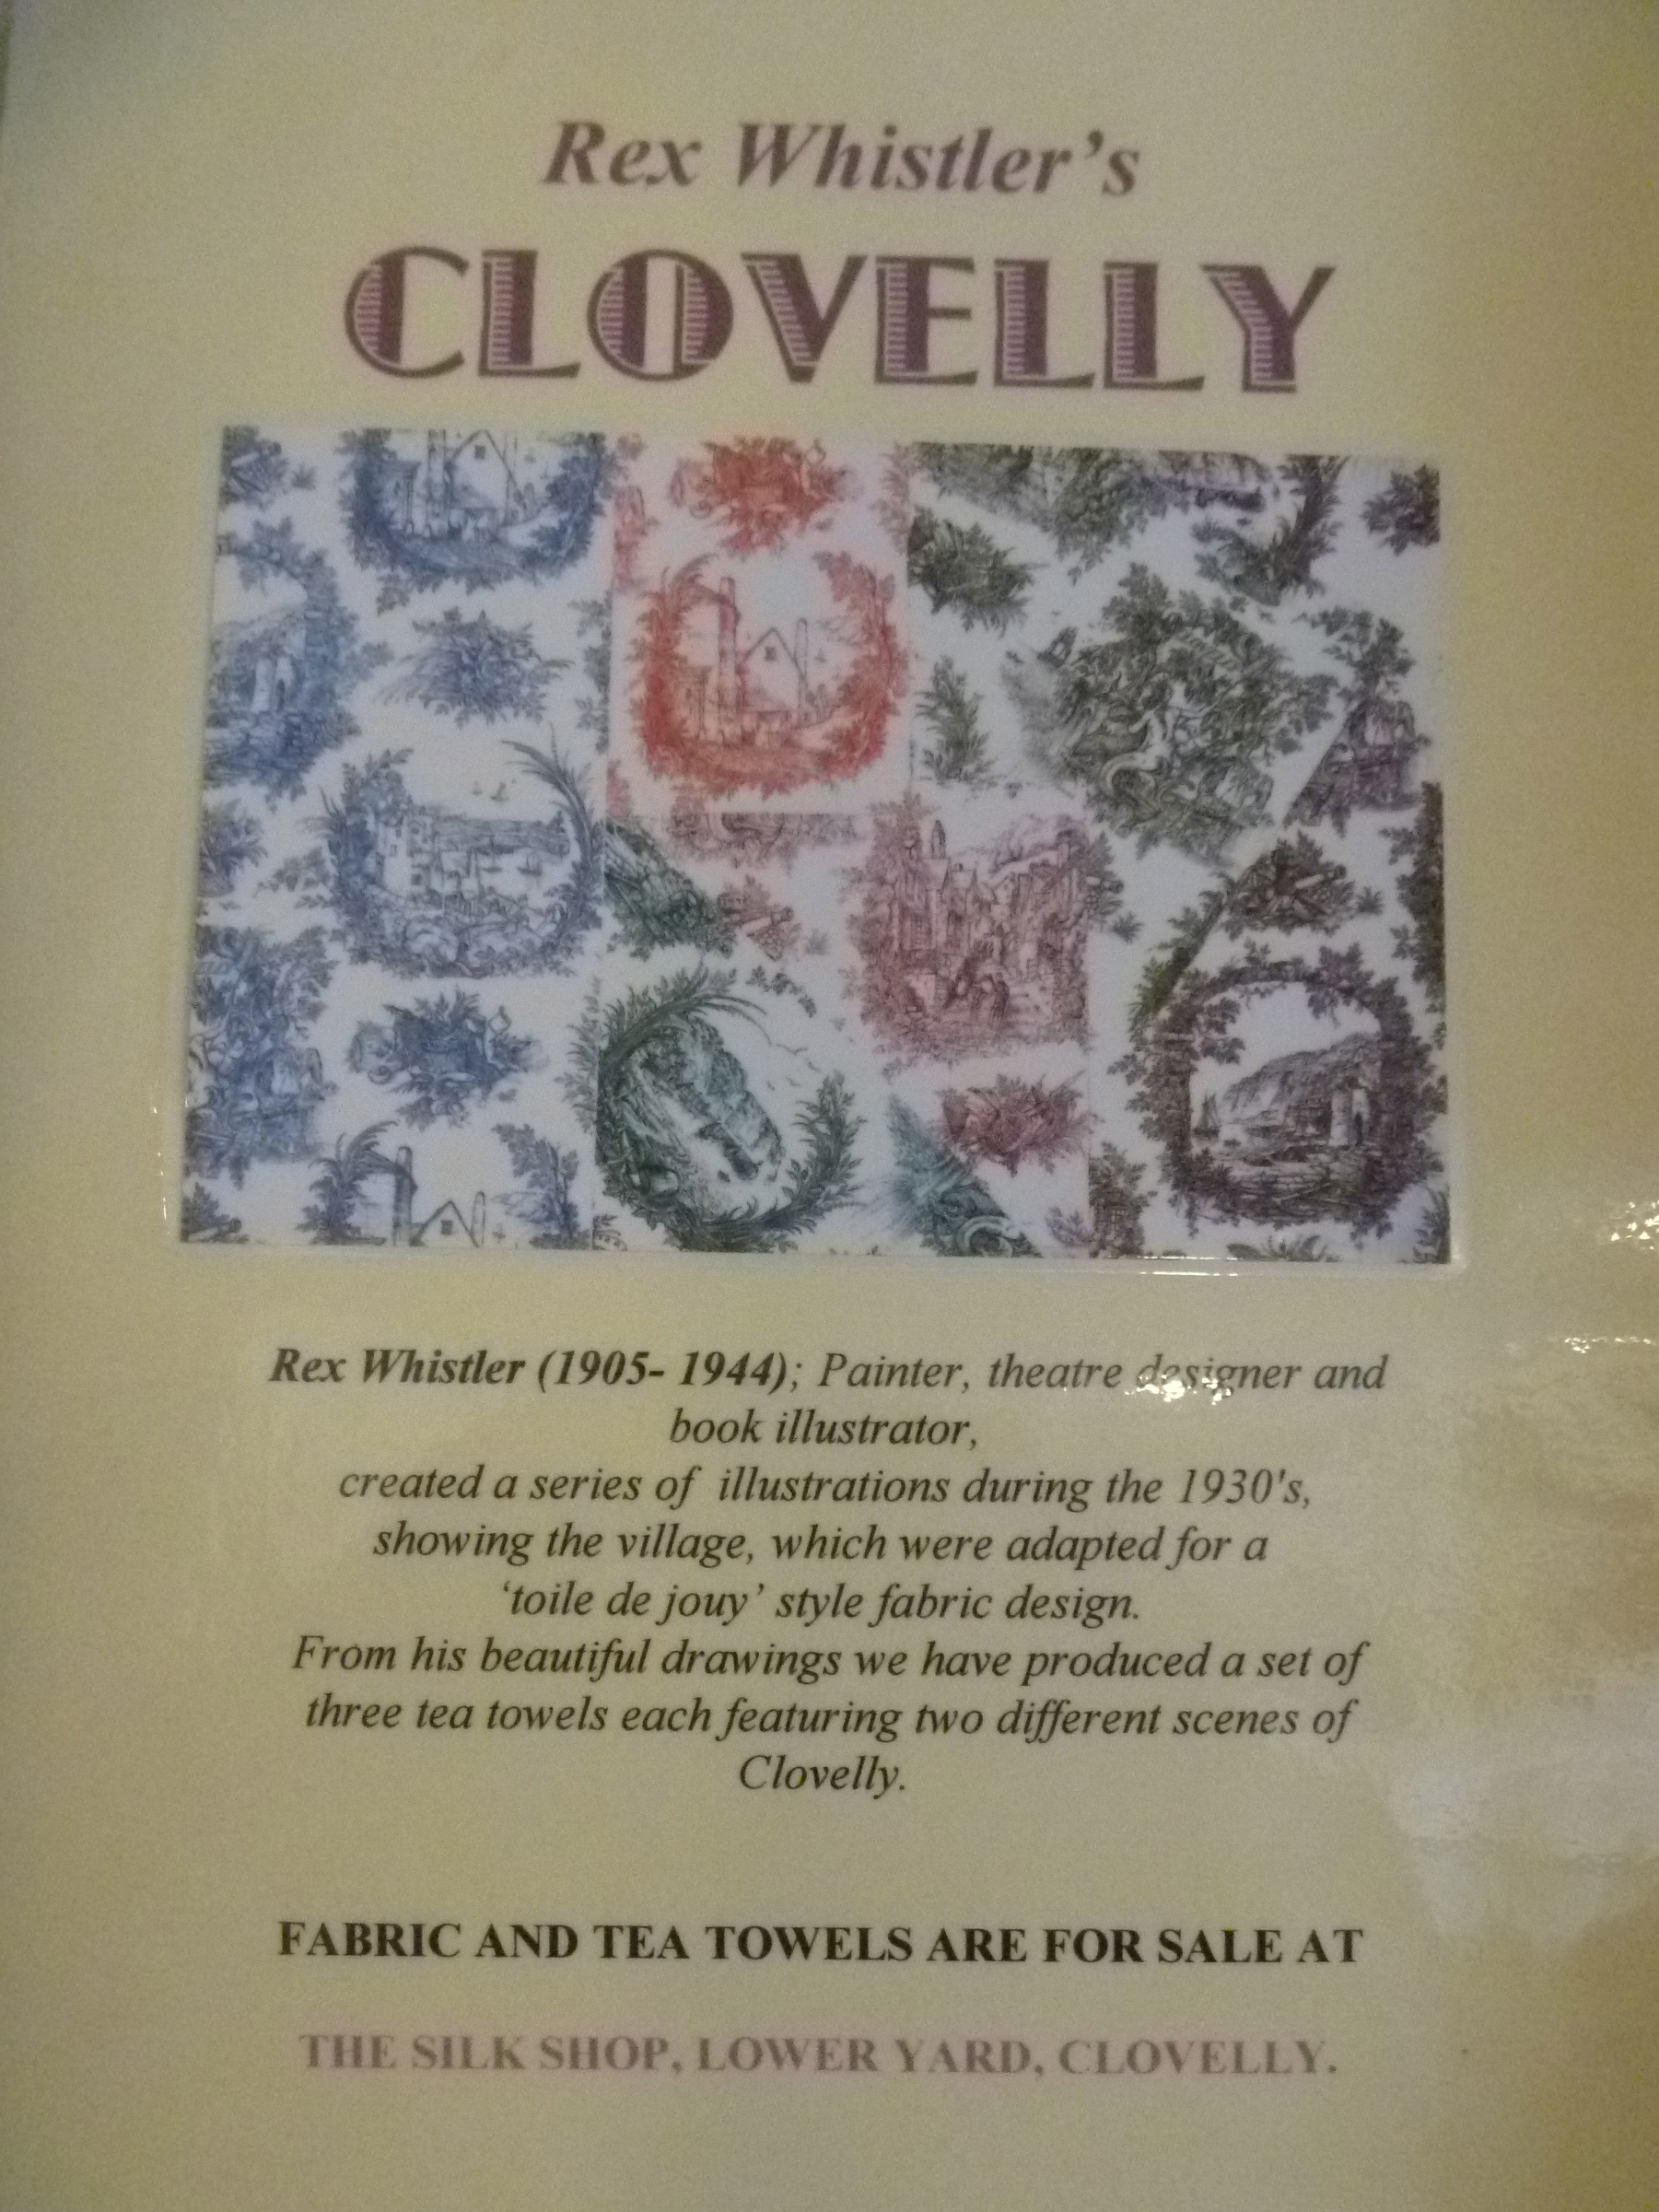 Rex Whistler’s
CLOVELLY
Rex Whistler (1905- 1944); Painter, theatre designer and
book illustrator,
created a series of illustrations during the 1930's,
showing the village, which were adapted for a
‘toile de jouy’ style fabric design.
From his beautiful drawings we have produced a set of
three tea towels each featuring two different scenes of
Clovelly.
FABRIC AND TEA TOWELS ARE FOR SALE AT
THE SILK SHOP, LOWER YARD, CLOVELLY.